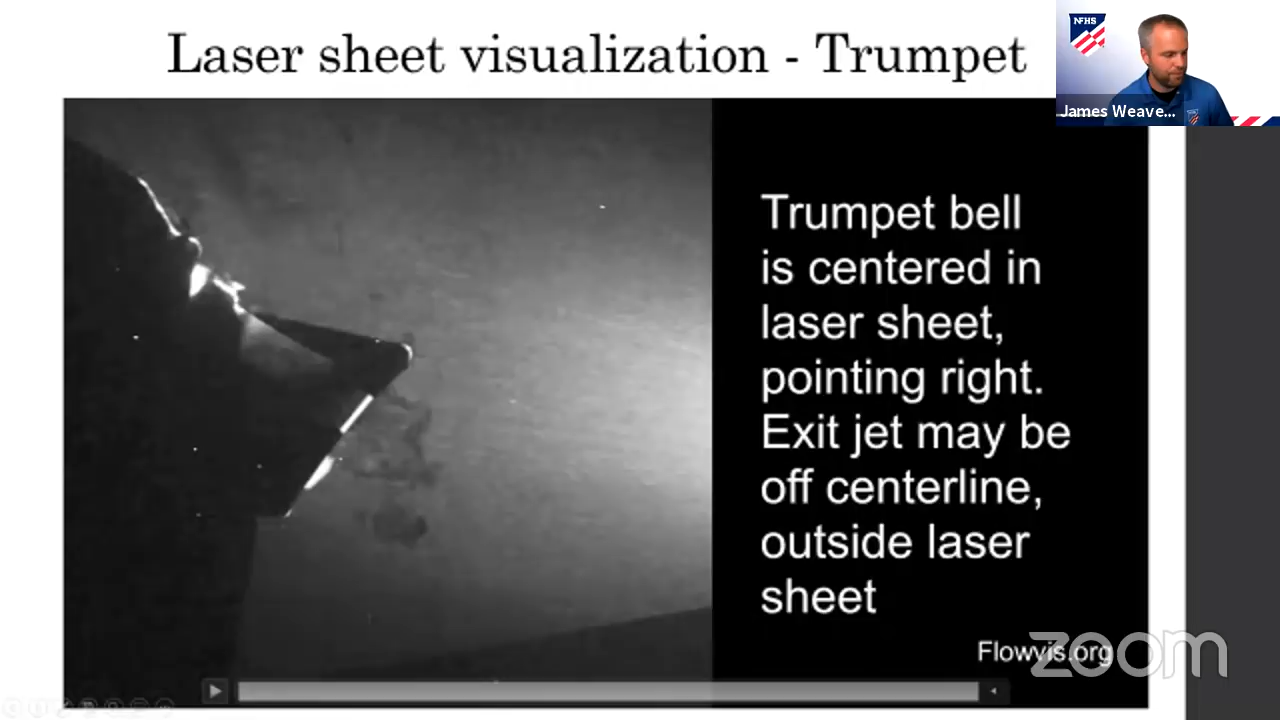 Laser sheet visualization - Trumpet
NFHS
James Weave...
Trumpet bell
is centered in
laser sheet,
pointing right.
Exit jet may be
off centerline,
outside laser
sheet
Flowvis.org
zoom